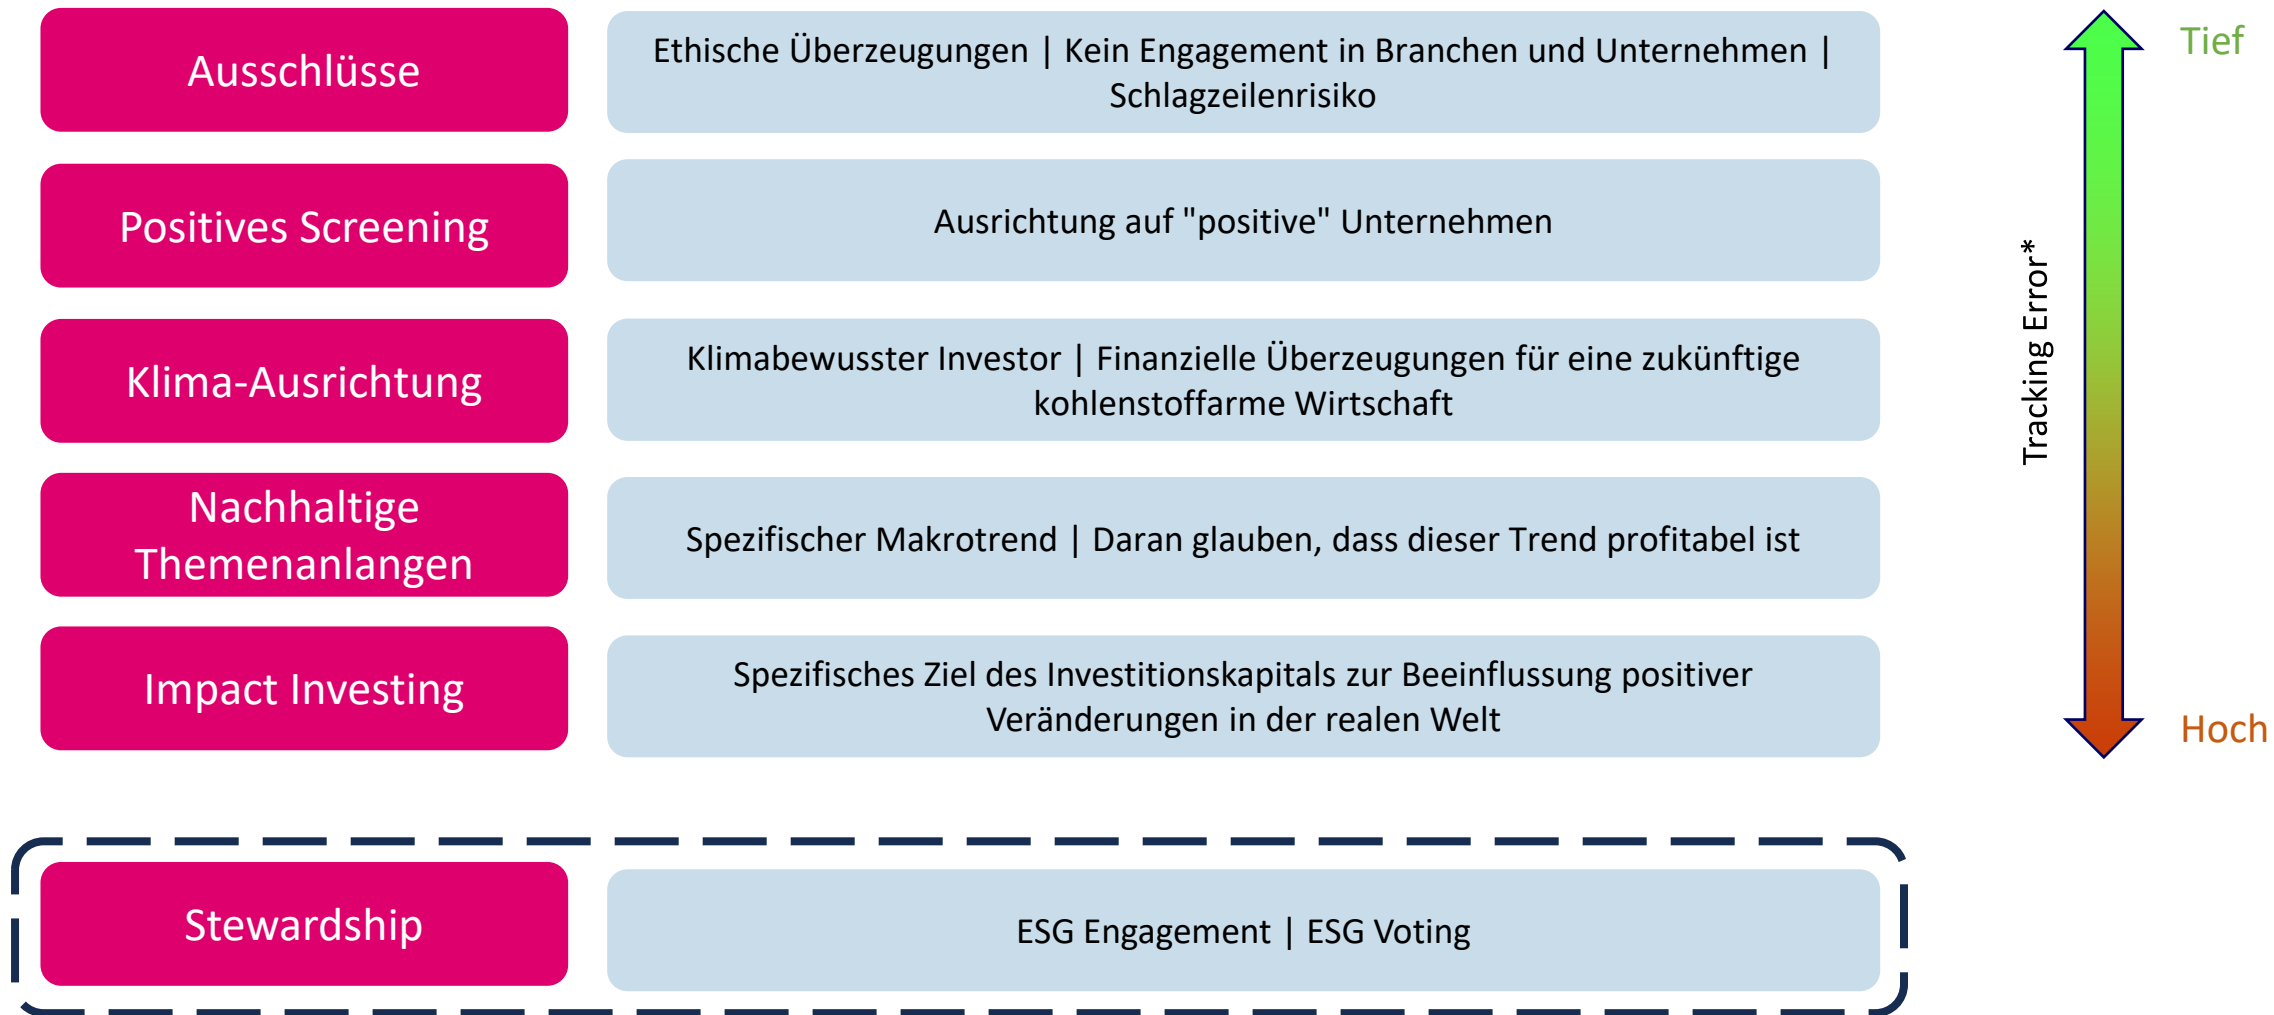 Ausschlüsse
Ethische Überzeugungen | Kein Engagement in Branchen und Unternehmen |
Schlagzeilenrisiko
Positives Screening
Ausrichtung auf "positive" Unternehmen
Klima-Ausrichtung
Klimabewusster Investor | Finanzielle Überzeugungen für eine zukünftige
kohlenstoffarme Wirtschaft
Nachhaltige
Themenanlangen
Spezifischer Makrotrend | Daran glauben, dass dieser Trend profitabel ist
Impact Investing
Spezifisches Ziel des Investitionskapitals zur Beeinflussung positiver
Veränderungen in der realen Welt
Stewardship
ESG Engagement | ESG Voting
Tief
Tracking Error*
Hoch